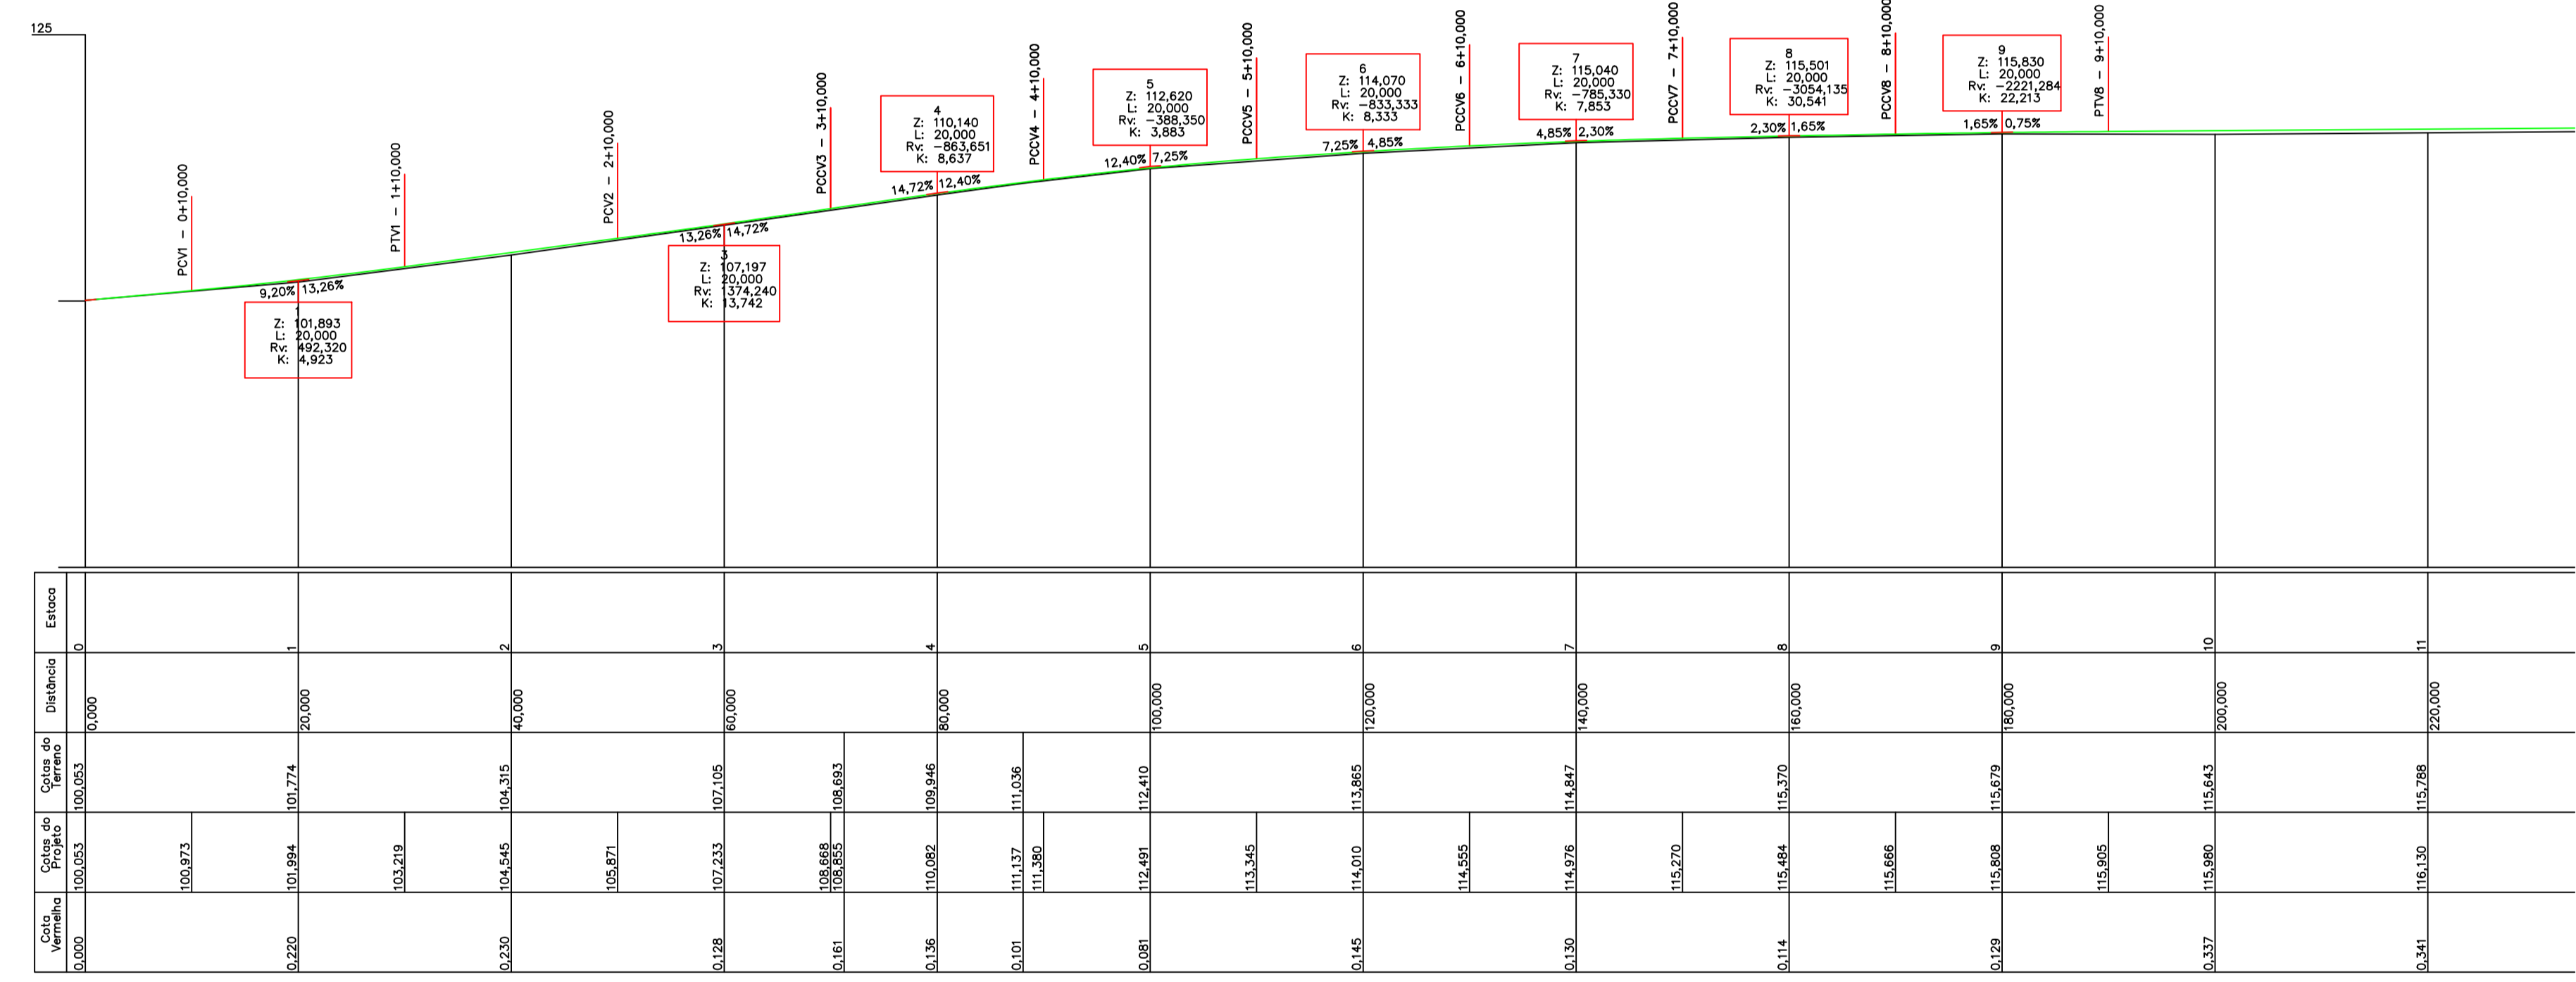 125
PCV1 – 0+10,000
PTV1 – 1+10,000
PCV2 – 2+10,000
PCCV3 – 3+10,000
PCCV4 – 4+10,000
PCCV5 – 5+10,000
PCCV6 – 6+10,000
PCCV7 – 7+10,000
PCCV8 – 8+10,000
PTV8 – 9+10,000
9,20% 13,26%
1
Z: 101,893
L: 20,000
Rv: 492,320
K: 4,923
13,26% 14,72%
3
Z: 107,197
L: 20,000
Rv: 1374,240
K: 13,742
4
Z: 110,140
L: 20,000
Rv: –863,651
K: 8,637
14,72% 12,40%
5
Z: 112,620
L: 20,000
Rv: –388,350
K: 3,883
12,40% 7,25%
6
Z: 114,070
L: 20,000
Rv: –833,333
K: 8,333
7,25% 4,85%
7
Z: 115,040
L: 20,000
Rv: –785,330
K: 7,853
4,85% 2,30%
8
Z: 115,501
L: 20,000
Rv: –3054,135
K: 30,541
2,30% 1,65%
9
Z: 115,830
L: 20,000
Rv: –2221,284
K: 22,213
1,65% 0,75%
Estaca
0 1 2 3 4 5 6 7 8 9 10 11
Distância
0,000 20,000 40,000 60,000 80,000 100,000 120,000 140,000 160,000 180,000 200,000 220,000
Cotas do
Terreno
100,053 101,774 104,315 107,105 108,693 109,946 111,036 112,410 113,865 114,847 115,370 115,679 115,643 115,788
Cotas do
Projeto
100,053 100,973 101,994 103,219 104,545 105,871 107,233 108,668 108,855 110,082 111,137 111,380 112,491 113,345 114,010 114,555 114,976 115,270 115,484 115,666 115,808 115,905 115,980 116,130
Cota
Vermelha
0,000 0,220 0,230 0,128 0,161 0,136 0,101 0,081 0,145 0,130 0,114 0,129 0,337 0,341